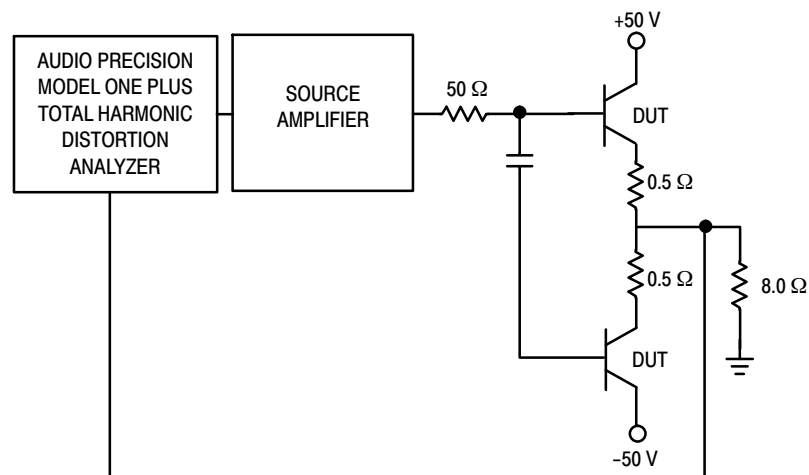 +50 V
AUDIO PRECISION
MODEL ONE PLUS
TOTAL HARMONIC
DISTORTION
ANALYZER
SOURCE
AMPLIFIER
50 Ω
DUT
0.5 Ω
0.5 Ω
8.0 Ω
DUT
–50 V